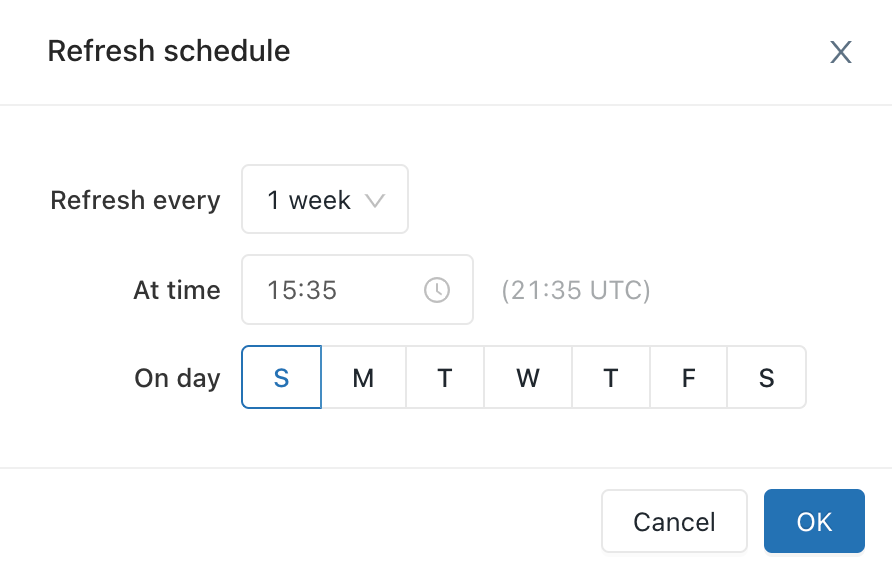 Refresh schedule
Refresh every 1 week
At time 15:35 (21:35 UTC)
On day S M T W T F S
Cancel OK